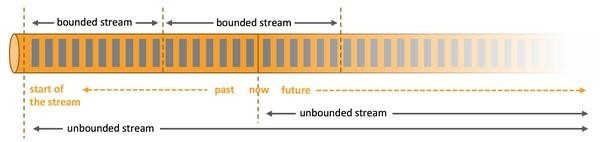 bounded stream
bounded stream
start of
the stream
past
now
future
unbounded stream
unbounded stream